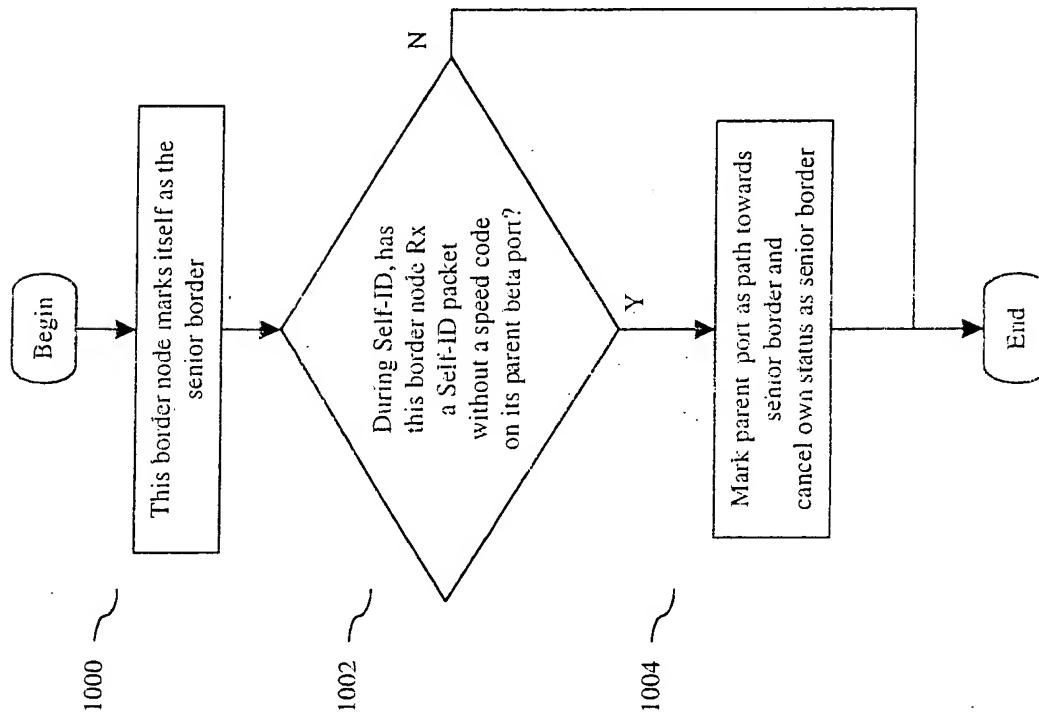 Begin
1000
This border node marks itself as the
senior border
1002
During Self-ID, has
this border node Rx
a Self-ID packet
without a speed code
on its parent beta port?
N
Y
1004
Mark parent port as path towards
senior border and
cancel own status as senior border
End